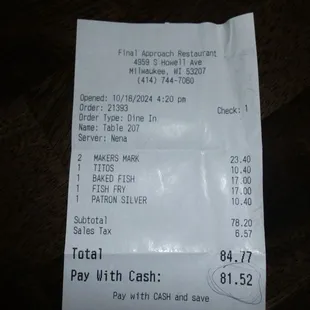 Final Approach Restaurant
4959 S Howell Ave
Milwaukee, WI 53207
(414) 744-7060
Opened: 10/18/2024 4:20 pm
Order: 21393 Check: 1
Order Type: Dine In
Name: Table 207
Server: Nena
2 MAKERS MARK 23.40
1 TITOS 10.40
1 BAKED FISH 17.00
1 FISH FRY 17.00
1 PATRON SILVER 10.40
Subtotal 78.20
Sales Tax 6.57
Total 84.77
Pay With Cash: 81.52
Pay with CASH and save